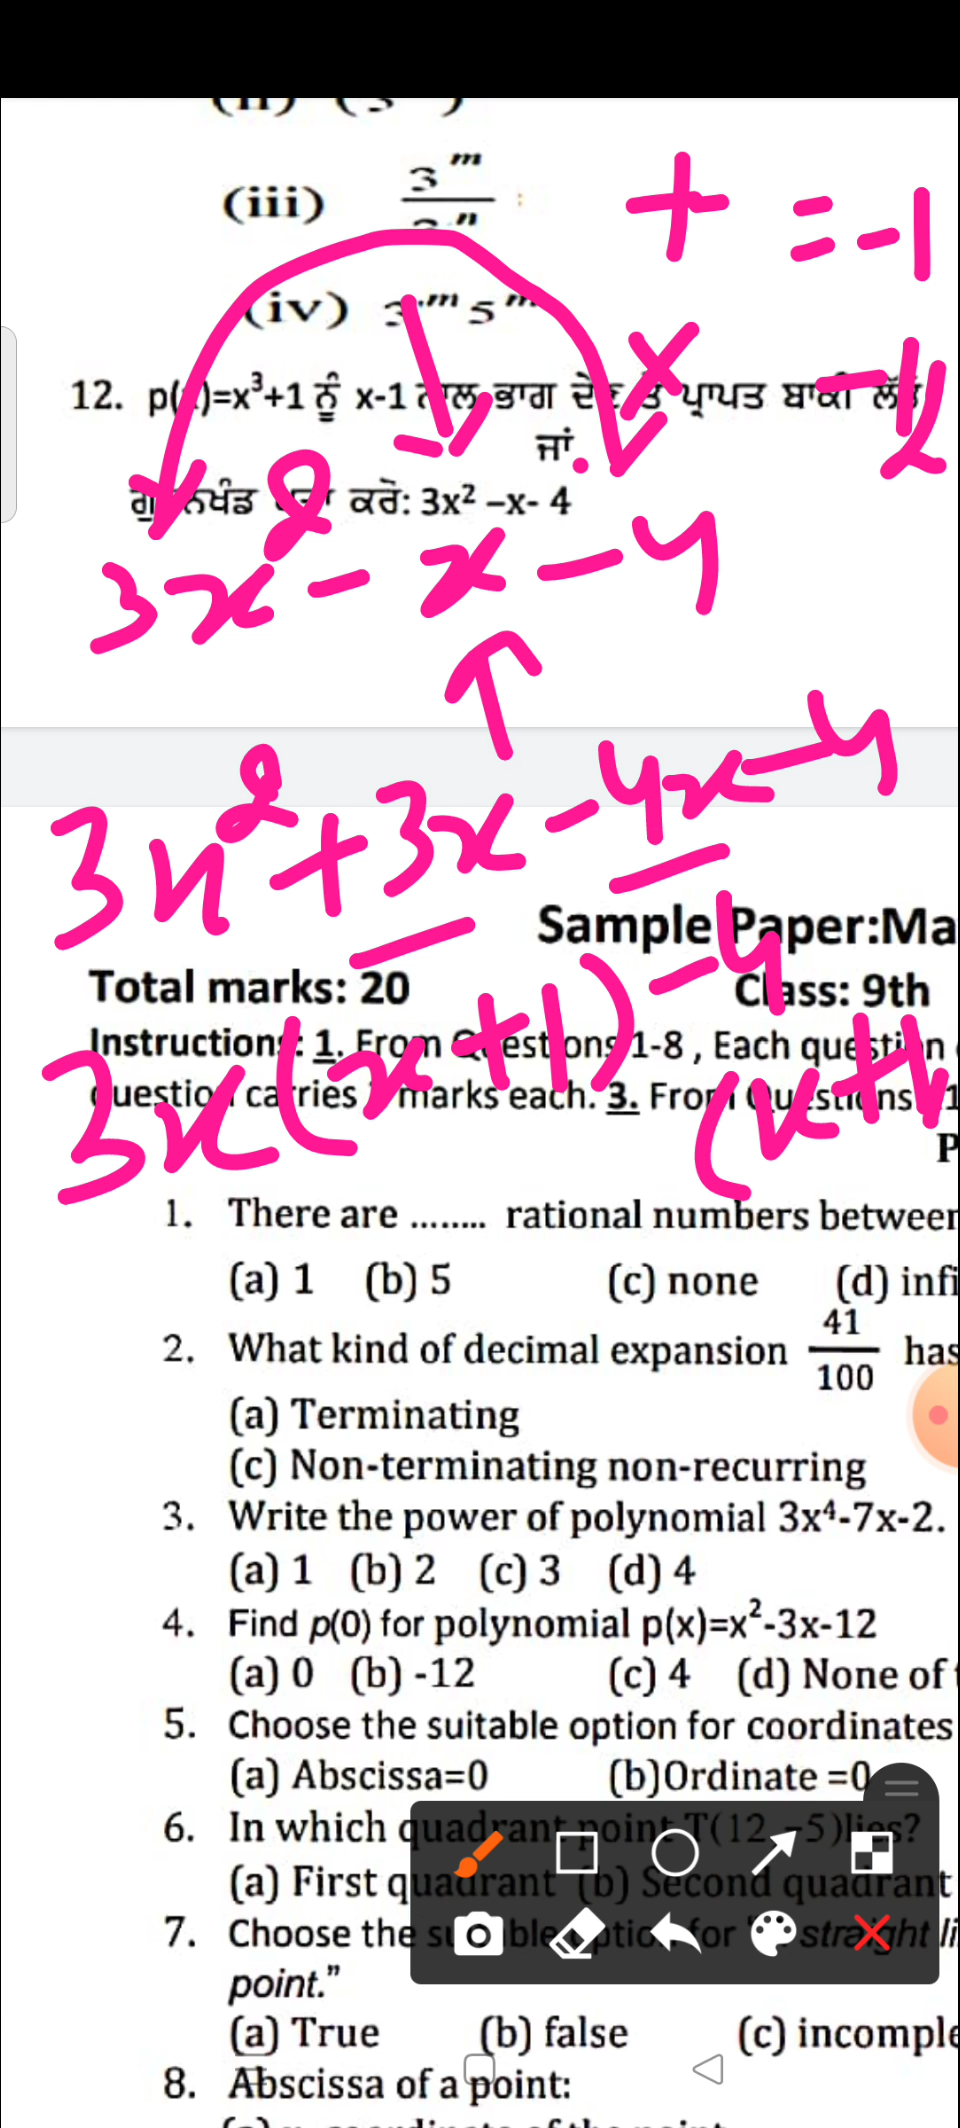 (iii) 3^m
(iv) 5
+ = -1
x -12
12. p( )=x³+1 ਨੂੰ x-1 ਨਾਲ ਭਾਗ ਪ੍ਰਾਪਤ ਬਾਕੀ
ਜਾਂ
ਕਰੋ: 3x² –x- 4
3x² - x - 4
3x² + 3x - 4x - 4
Sample Paper:Ma
Total marks: 20 Class: 9th
3x(x+1) -4(x+1
Instructions: 1. From Questions 1-8 , Each question
question carries marks each. 3. From Questions
P
1. There are ........ rational numbers between
(a) 1 (b) 5 (c) none (d) infi
2. What kind of decimal expansion 41/100 has
(a) Terminating
(c) Non-terminating non-recurring
3. Write the power of polynomial 3x⁴-7x-2.
(a) 1 (b) 2 (c) 3 (d) 4
4. Find p(0) for polynomial p(x)=x²-3x-12
(a) 0 (b) -12 (c) 4 (d) None of
5. Choose the suitable option for coordinates
(a) Abscissa=0 (b)Ordinate =0
6. In which quadrant point T(12,-5)lies?
(a) First quadrant (b) Second quadrant
7. Choose the suitable option for straight li
point.”
(a) True (b) false (c) incomple
8. Abscissa of a point: